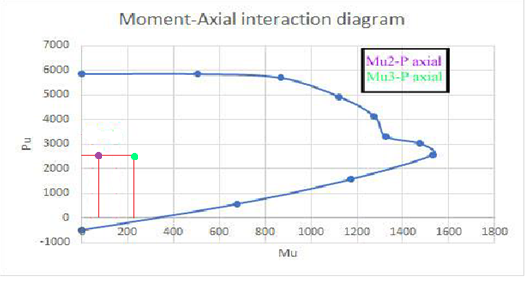 Moment-Axial interaction diagram
7000
6000
5000
4000
3000
2000
1000
0
-1000
Pu
Mu2-P axial
Mu3-P axial
0 200 400 600 800 1000 1200 1400 1600 1800
Mu